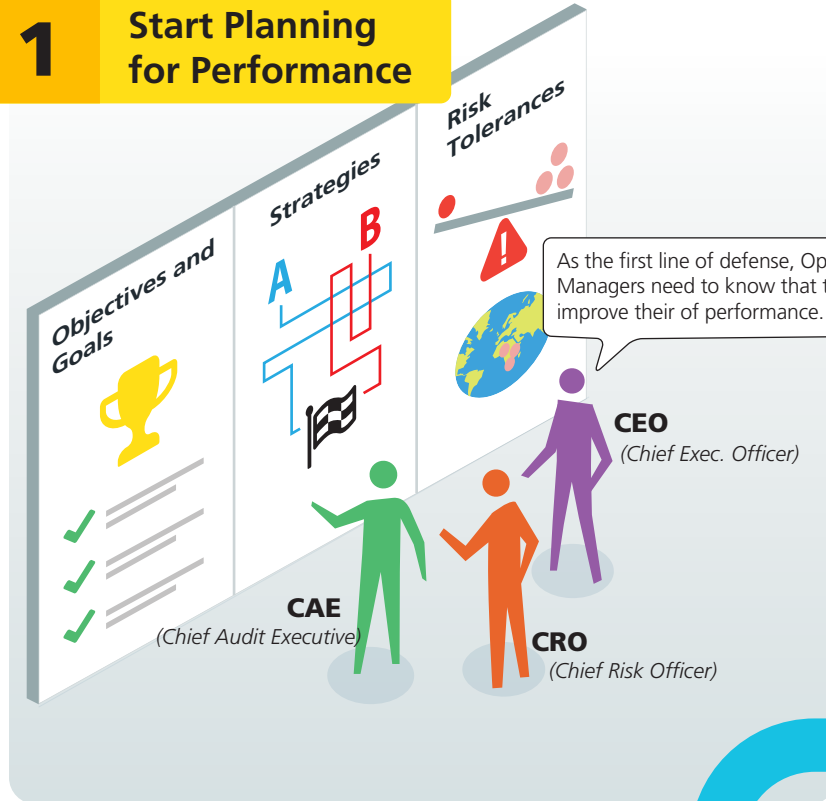 1
Start Planning
for Performance
Objectives and
Goals
Strategies
A
B
Risk
Tolerances
!
As the first line of defense, Op
Managers need to know that t
improve their of performance.
CEO
(Chief Exec. Officer)
CAE
(Chief Audit Executive)
CRO
(Chief Risk Officer)